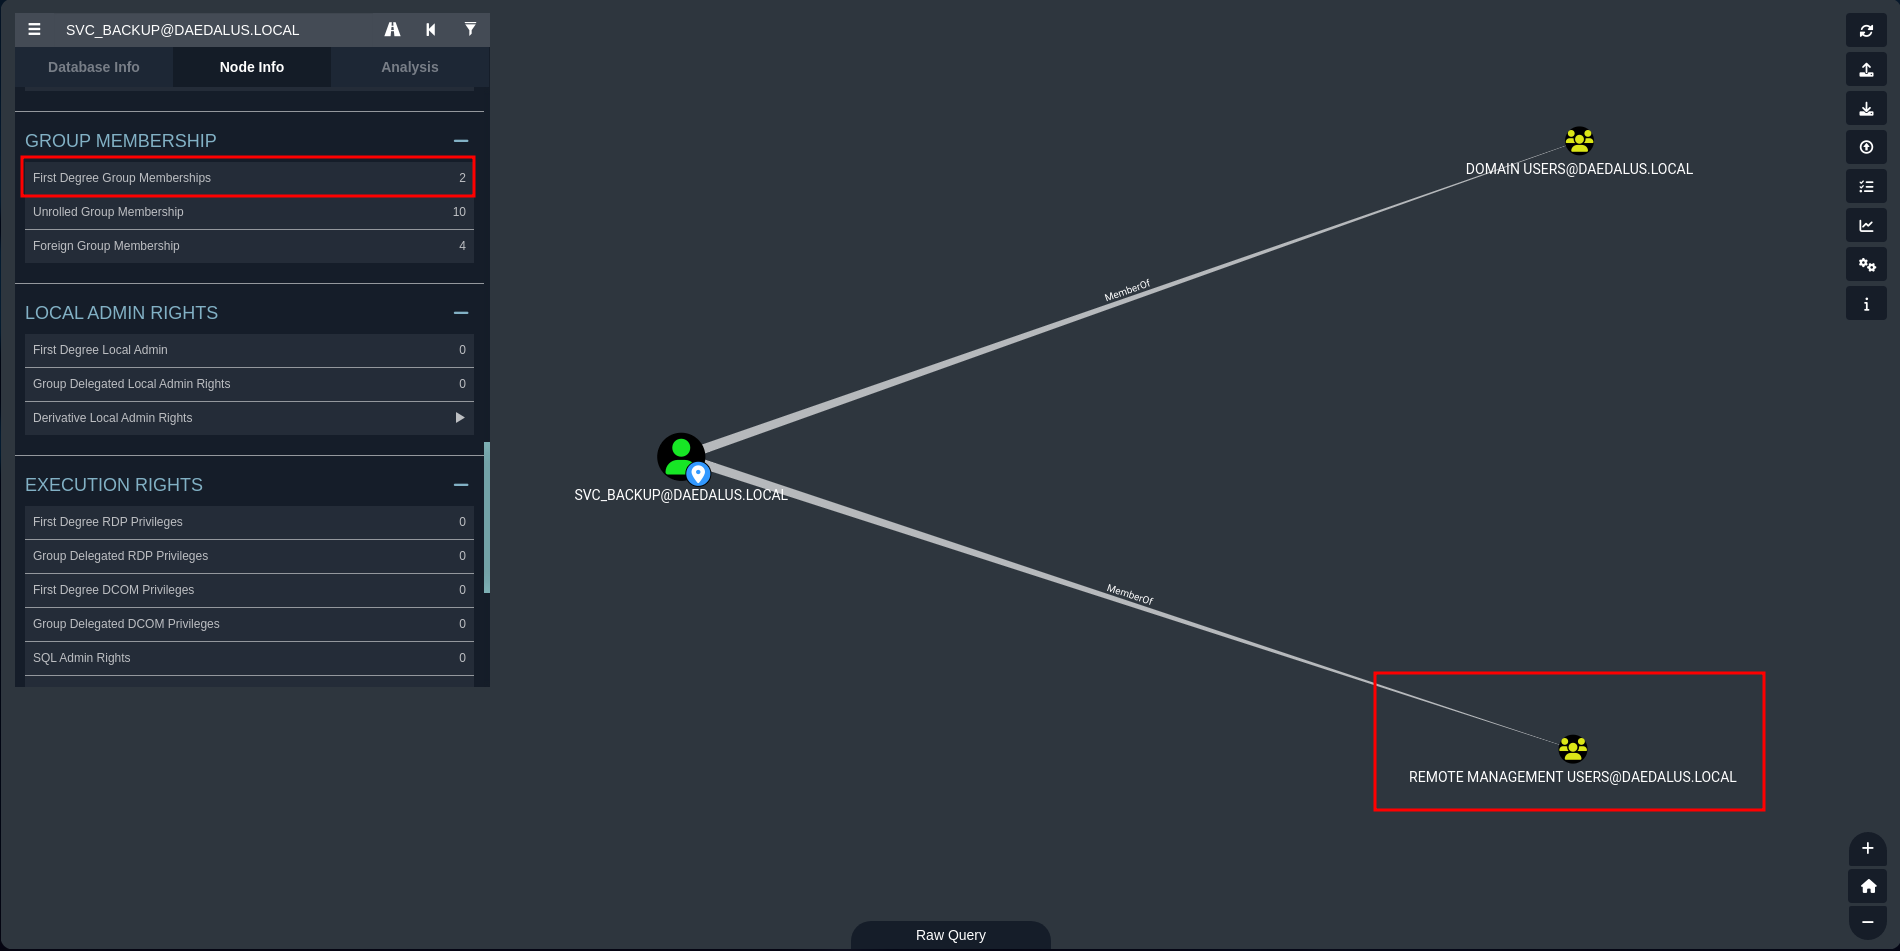 SVC_BACKUP@DAEDALUS.LOCAL
Database Info
Node Info
Analysis
GROUP MEMBERSHIP
First Degree Group Memberships 2
Unrolled Group Membership 10
Foreign Group Membership 4
LOCAL ADMIN RIGHTS
First Degree Local Admin 0
Group Delegated Local Admin Rights 0
Derivative Local Admin Rights
EXECUTION RIGHTS
First Degree RDP Privileges 0
Group Delegated RDP Privileges 0
First Degree DCOM Privileges 0
Group Delegated DCOM Privileges 0
SQL Admin Rights 0
DOMAIN USERS@DAEDALUS.LOCAL
MemberOf
SVC_BACKUP@DAEDALUS.LOCAL
MemberOf
REMOTE MANAGEMENT USERS@DAEDALUS.LOCAL
Raw Query